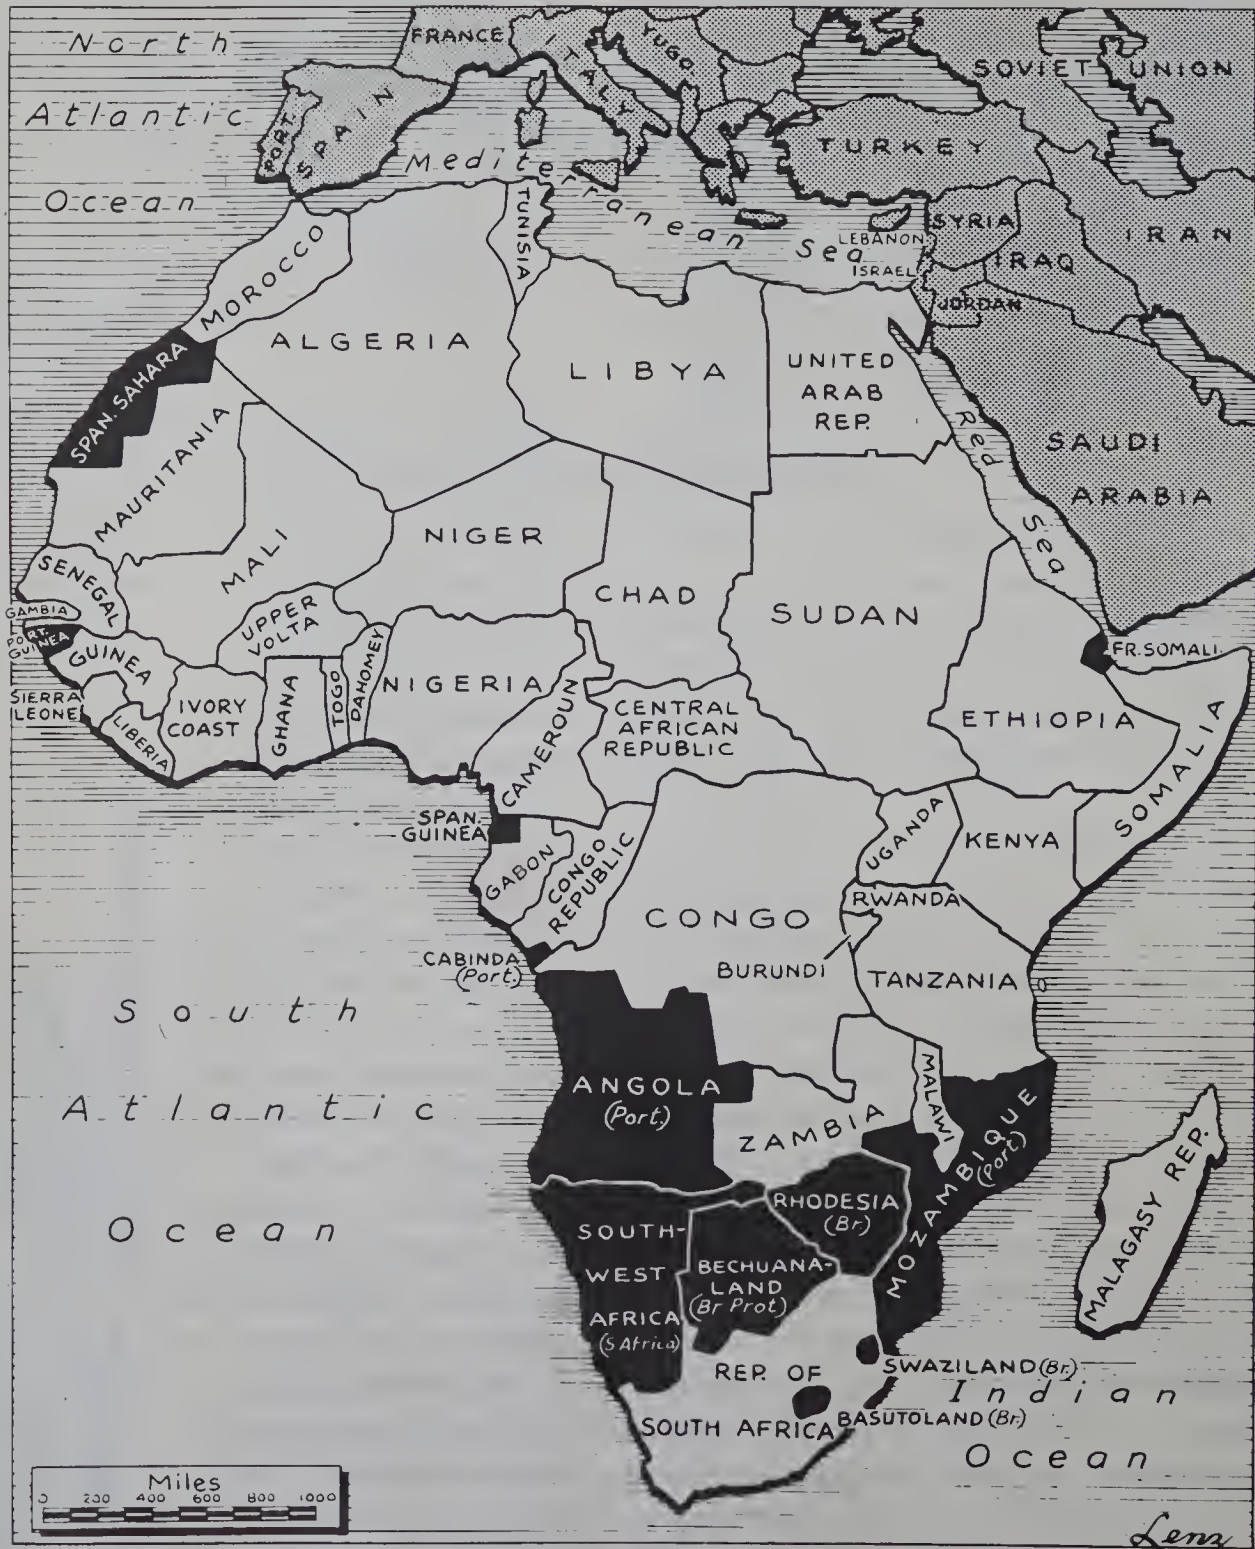 North
Atlantic
Ocean
FRANCE
ITALY
YUGO
SOVIET UNION
PORT.
SPAIN
TURKEY
Mediterranean Sea
LEBANON
SYRIA
ISRAEL
IRAQ
IRAN
JORDAN
TUNISIA
MOROCCO
ALGERIA
LIBYA
UNITED
ARAB
REP.
Red Sea
SAUDI
ARABIA
SPAN. SAHARA
MAURITANIA
MALI
NIGER
CHAD
SUDAN
SENEGAL
GAMBIA
PORT.
GUINEA
GUINEA
UPPER
VOLTA
FR. SOMALI.
SIERRA
LEONE
LIBERIA
IVORY
COAST
GHANA
TOGO
DAHOMEY
NIGERIA
CAMEROUN
CENTRAL
AFRICAN
REPUBLIC
ETHIOPIA
SOMALIA
SPAN.
GUINEA
GABON
CONGO
REPUBLIC
CONGO
UGANDA
KENYA
RWANDA
BURUNDI
TANZANIA
CABINDA
(Port.)
South
Atlantic
Ocean
ANGOLA
(Port.)
ZAMBIA
MALAWI
MOZAMBIQUE
(Port.)
MALAGASY REP.
RHODESIA
(Br.)
SOUTH-
WEST
AFRICA
(S Africa)
BECHUANA-
LAND
(Br Prot.)
REP. OF
SOUTH AFRICA
SWAZILAND (Br.)
BASUTOLAND (Br.)
Indian
Ocean
Miles
0 200 400 600 800 1000
Lenz